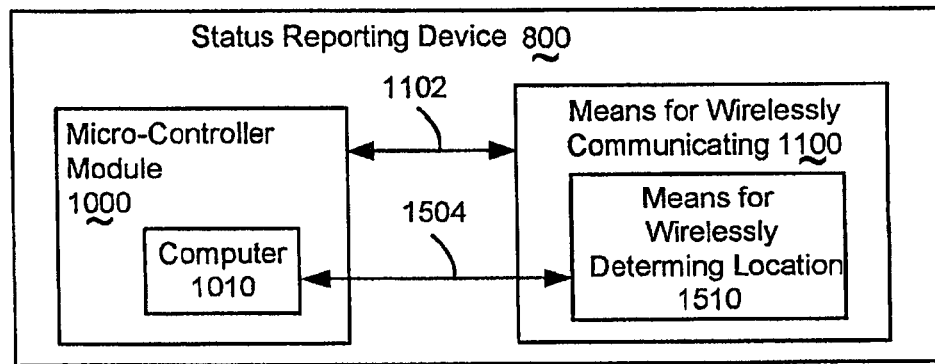 Status Reporting Device 800
1102
Micro-Controller
Module
1000
Means for Wirelessly
Communicating 1100
1504
Computer
1010
Means for
Wirelessly
Determing Location
1510